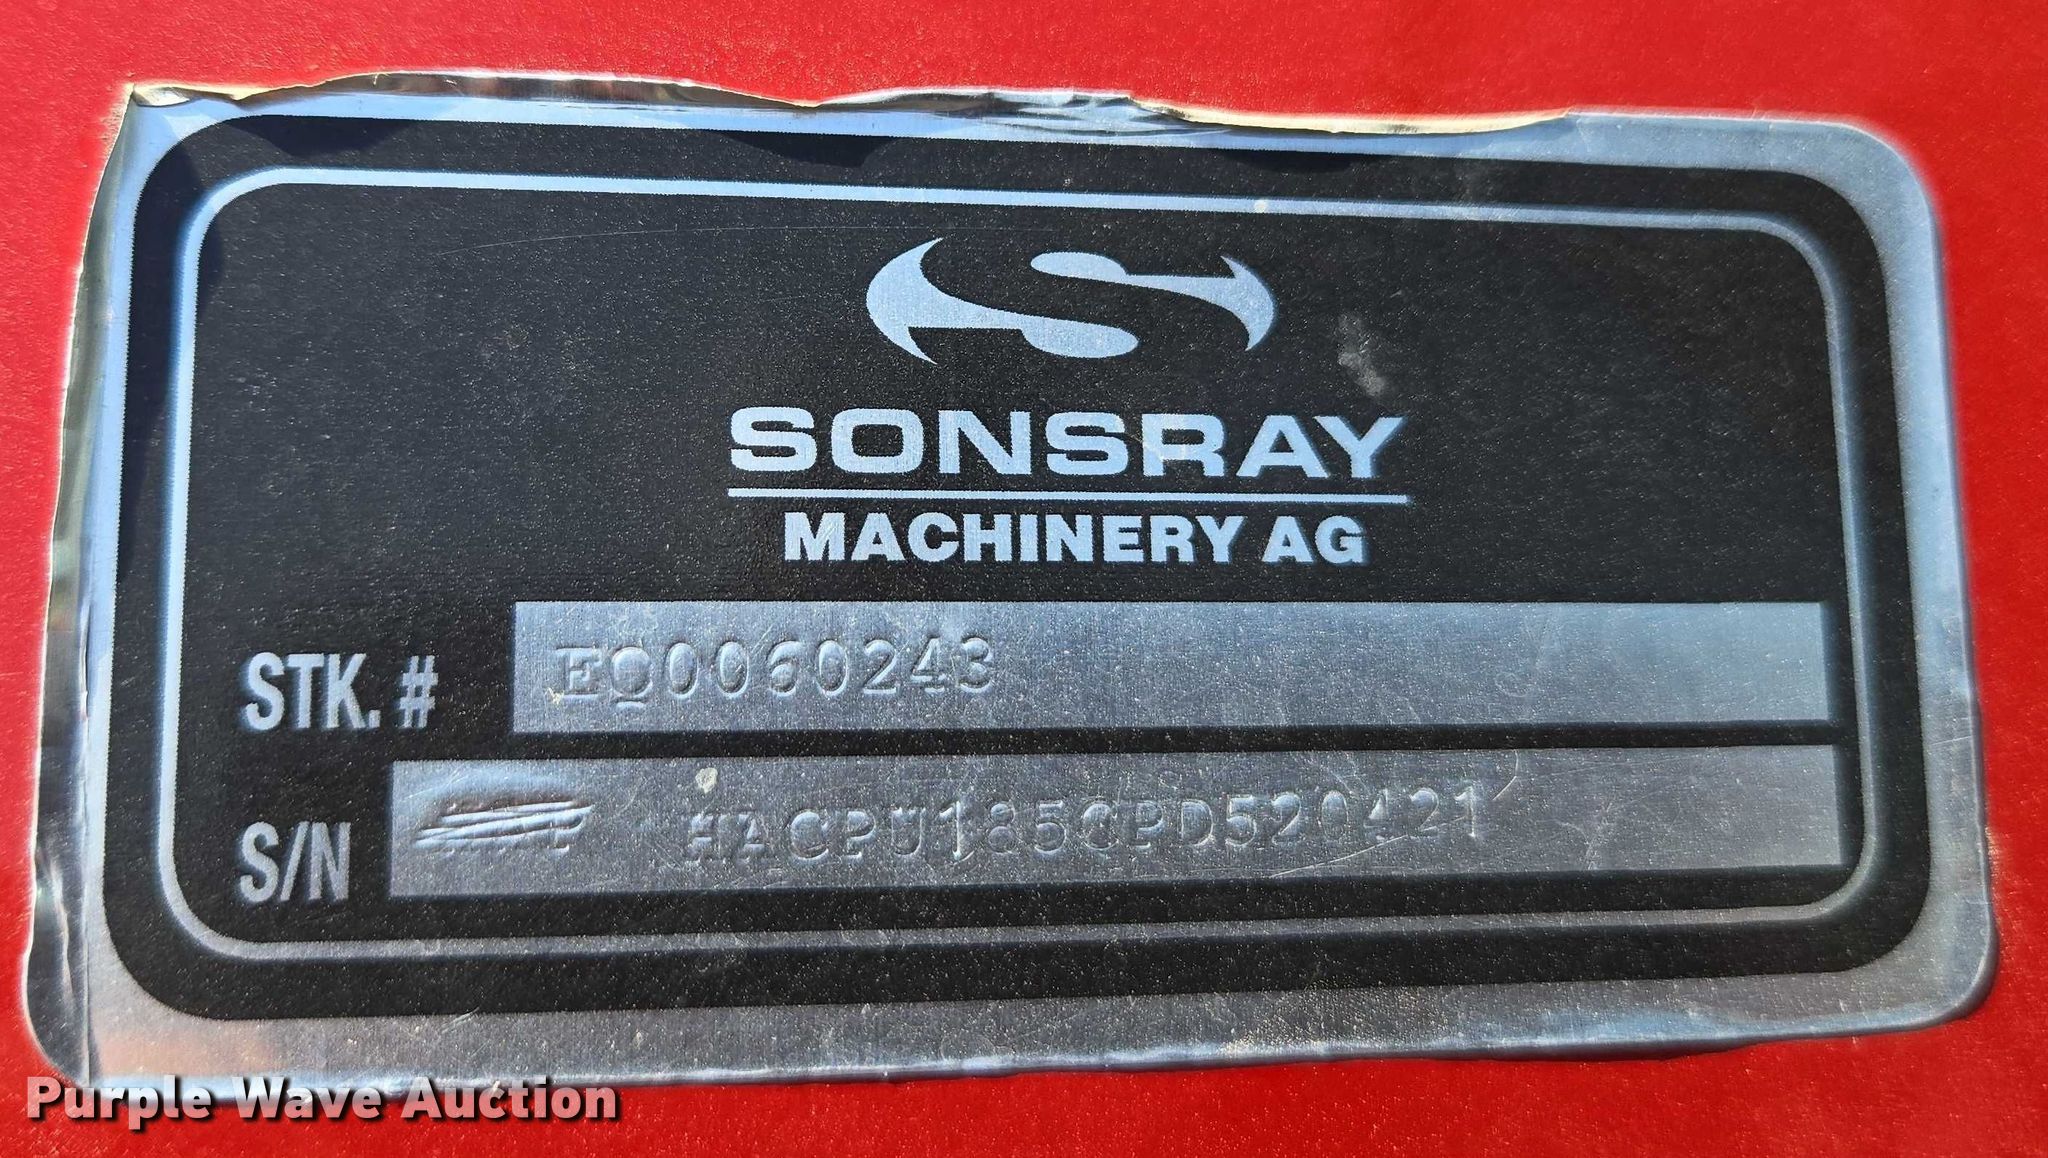 SONSRAY
MACHINERY AG
STK. # EQ0060243
S/N HACPU185CPD520421
Purple Wave Auction